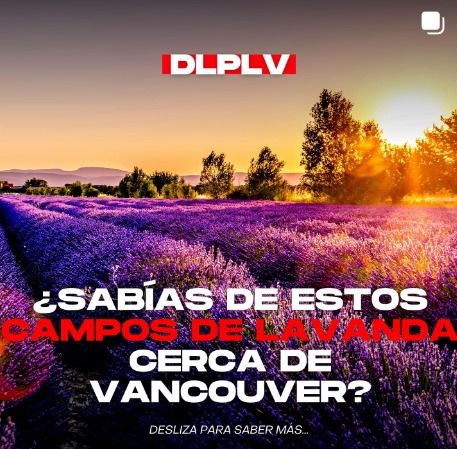 DLPLV
¿SABÍAS DE ESTOS
CAMPOS DE LAVANDA
CERCA DE
VANCOUVER?
DESLIZA PARA SABER MÁS...